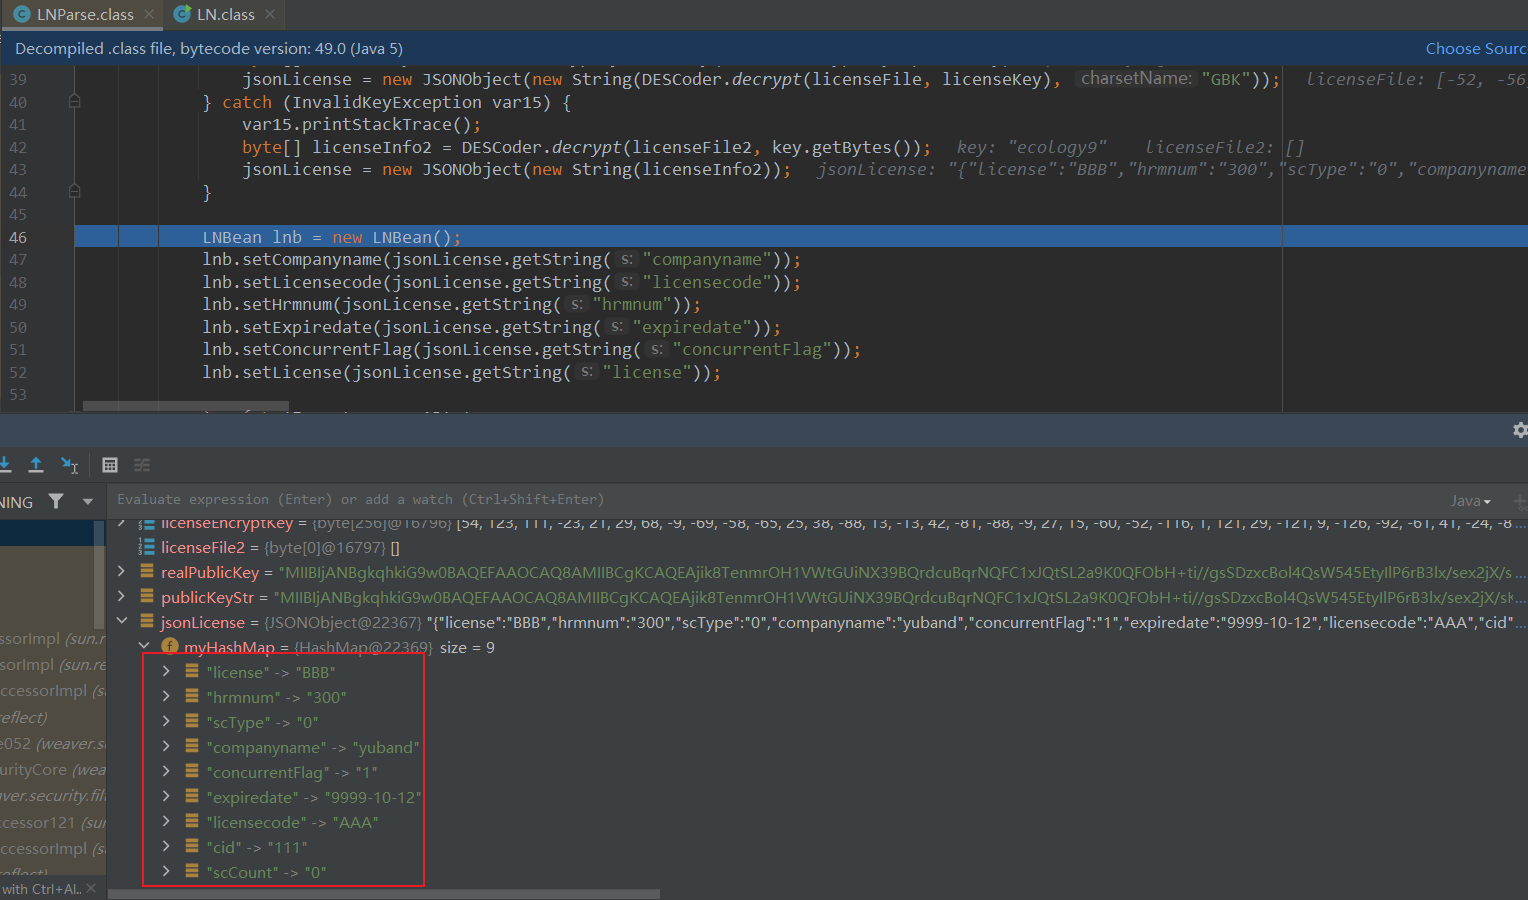 LNParse.class
LN.class
Decompiled .class file, bytecode version: 49.0 (Java 5)
Choose Sourc
39 jsonLicense = new JSONObject(new String(DESCoder.decrypt(licenseFile, licenseKey), charsetName: "GBK")); licenseFile: [-52, -56,
40 } catch (InvalidKeyException var15) {
41 var15.printStackTrace();
42 byte[] licenseInfo2 = DESCoder.decrypt(licenseFile2, key.getBytes()); key: "ecology9" licenseFile2: []
43 jsonLicense = new JSONObject(new String(licenseInfo2)); jsonLicense: "{"license":"BBB","hrmnum":"300","scType":"0","companyname
44 }
45
46 LNBean lnb = new LNBean();
47 lnb.setCompanyname(jsonLicense.getString( s: "companyname"));
48 lnb.setLicensecode(jsonLicense.getString( s: "licensecode"));
49 lnb.setHrmnum(jsonLicense.getString( s: "hrmnum"));
50 lnb.setExpiredate(jsonLicense.getString( s: "expiredate"));
51 lnb.setConcurrentFlag(jsonLicense.getString( s: "concurrentFlag"));
52 lnb.setLicense(jsonLicense.getString( s: "license"));
53
NING
Evaluate expression (Enter) or add a watch (Ctrl+Shift+Enter)
Java
licenseEncryptKey = {byte[256]@16796} [54, 123, 111, -23, 21, 29, 68, -9, -69, -58, -65, 25, 38, -88, 13, -13, 42, -81, -88, -9, 27, 15, -60, -52, -116, 1, 121, 29, -121, 9, -126, -92, -61, 41, -24, -8...
licenseFile2 = {byte[0]@16797} []
realPublicKey = "MIIBIjANBgkqhkiG9w0BAQEFAAOCAQ8AMIIBCgKCAQEAjik8TenmrOH1VWtGUiNX39BQrdcuBqrNQFC1xJQtSL2a9K0QFObH+ti//gsSDzxcBol4QsW545EtyIlP6rB3lx/sex2jX/s...
publicKeyStr = "MIIBIjANBgkqhkiG9w0BAQEFAAOCAQ8AMIIBCgKCAQEAjik8TenmrOH1VWtGUiNX39BQrdcuBqrNQFC1xJQtSL2a9K0QFObH+ti//gsSDzxcBol4QsW545EtyIlP6rB3lx/sex2jX/sk...
jsonLicense = {JSONObject@22367} "{"license":"BBB","hrmnum":"300","scType":"0","companyname":"yuband","concurrentFlag":"1","expiredate":"9999-10-12","licensecode":"AAA","cid"...
myHashMap = {HashMap@22369} size = 9
"license" -> "BBB"
"hrmnum" -> "300"
"scType" -> "0"
"companyname" -> "yuband"
"concurrentFlag" -> "1"
"expiredate" -> "9999-10-12"
"licensecode" -> "AAA"
"cid" -> "111"
"scCount" -> "0"
ssorImpl (sun.r
sorImpl (sun.re
ccessorImpl (s
reflect)
e052 (weaver.s
urityCore (wea
ver.security.fil
ccessor121 (sun
ccessorImpl (s
reflect)
with Ctrl+Al..